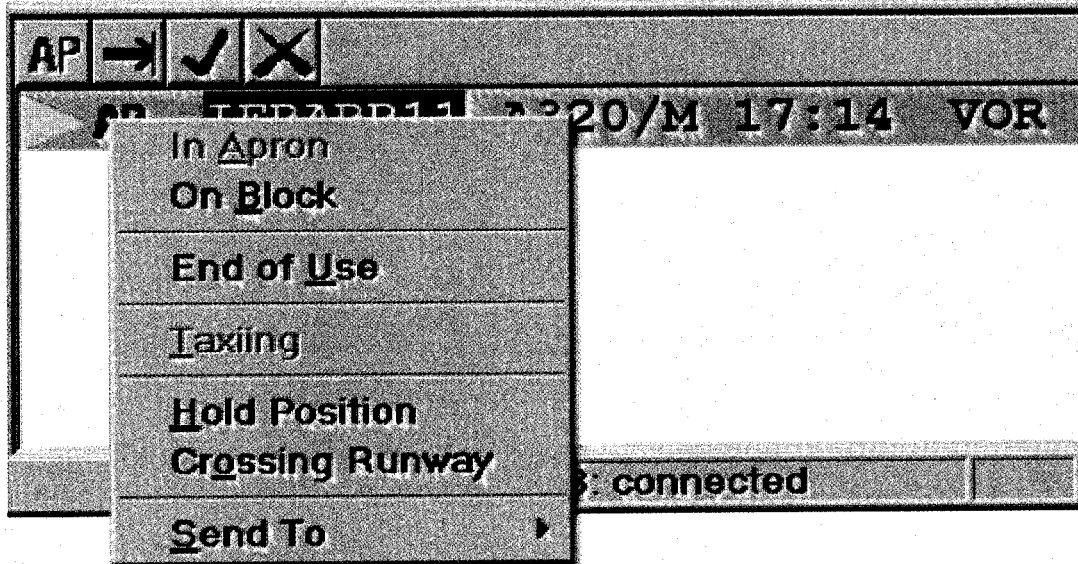 AP
A320/M 17:14 VOR
In Apron
On Block
End of Use
Taxiing
Hold Position
Crossing Runway
: connected
Send To